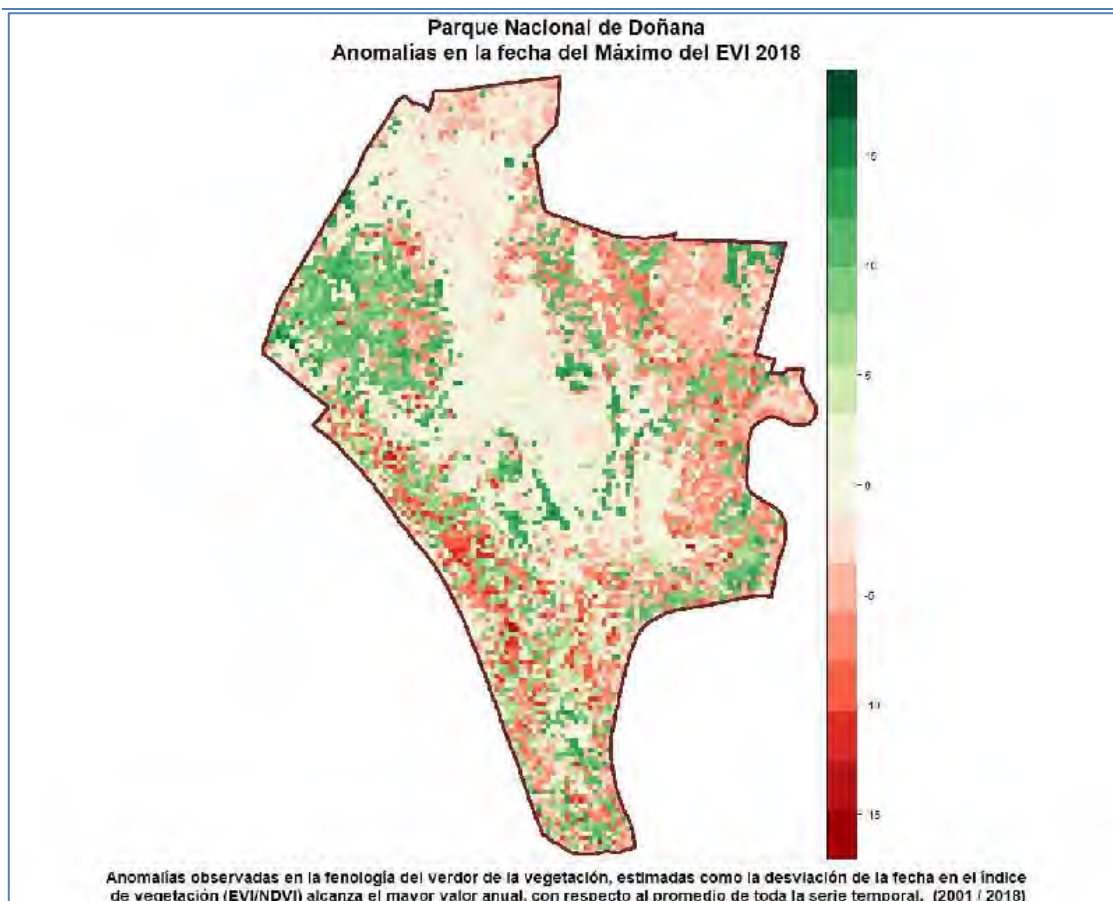 Parque Nacional de Doñana
Anomalías en la fecha del Máximo del EVI 2018
15
10
5
0
-5
-10
-15
Anomalías observadas en la fenología del verdor de la vegetación, estimadas como la desviación de la fecha en el índice
de vegetación (EVI/NDVI) alcanza el mayor valor anual, con respecto al promedio de toda la serie temporal. (2001 / 2018)